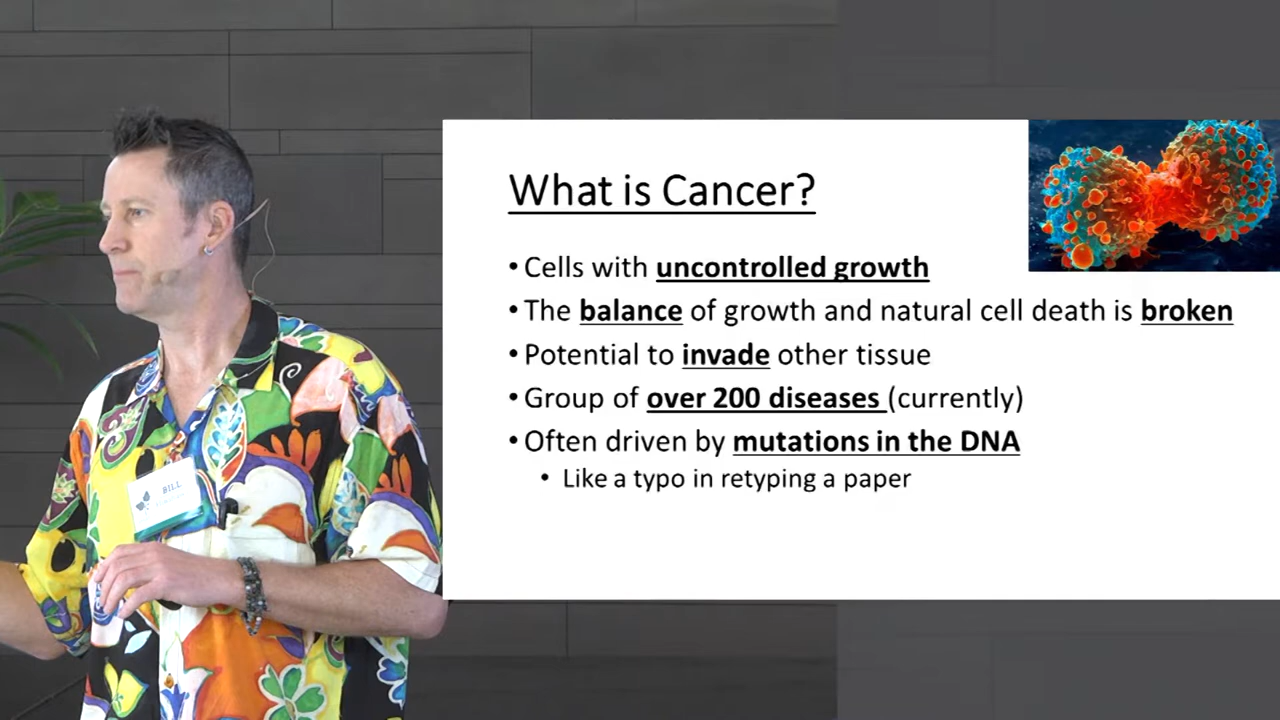 What is Cancer?
• Cells with uncontrolled growth
• The balance of growth and natural cell death is broken
• Potential to invade other tissue
• Group of over 200 diseases (currently)
• Often driven by mutations in the DNA
• Like a typo in retyping a paper
BILL